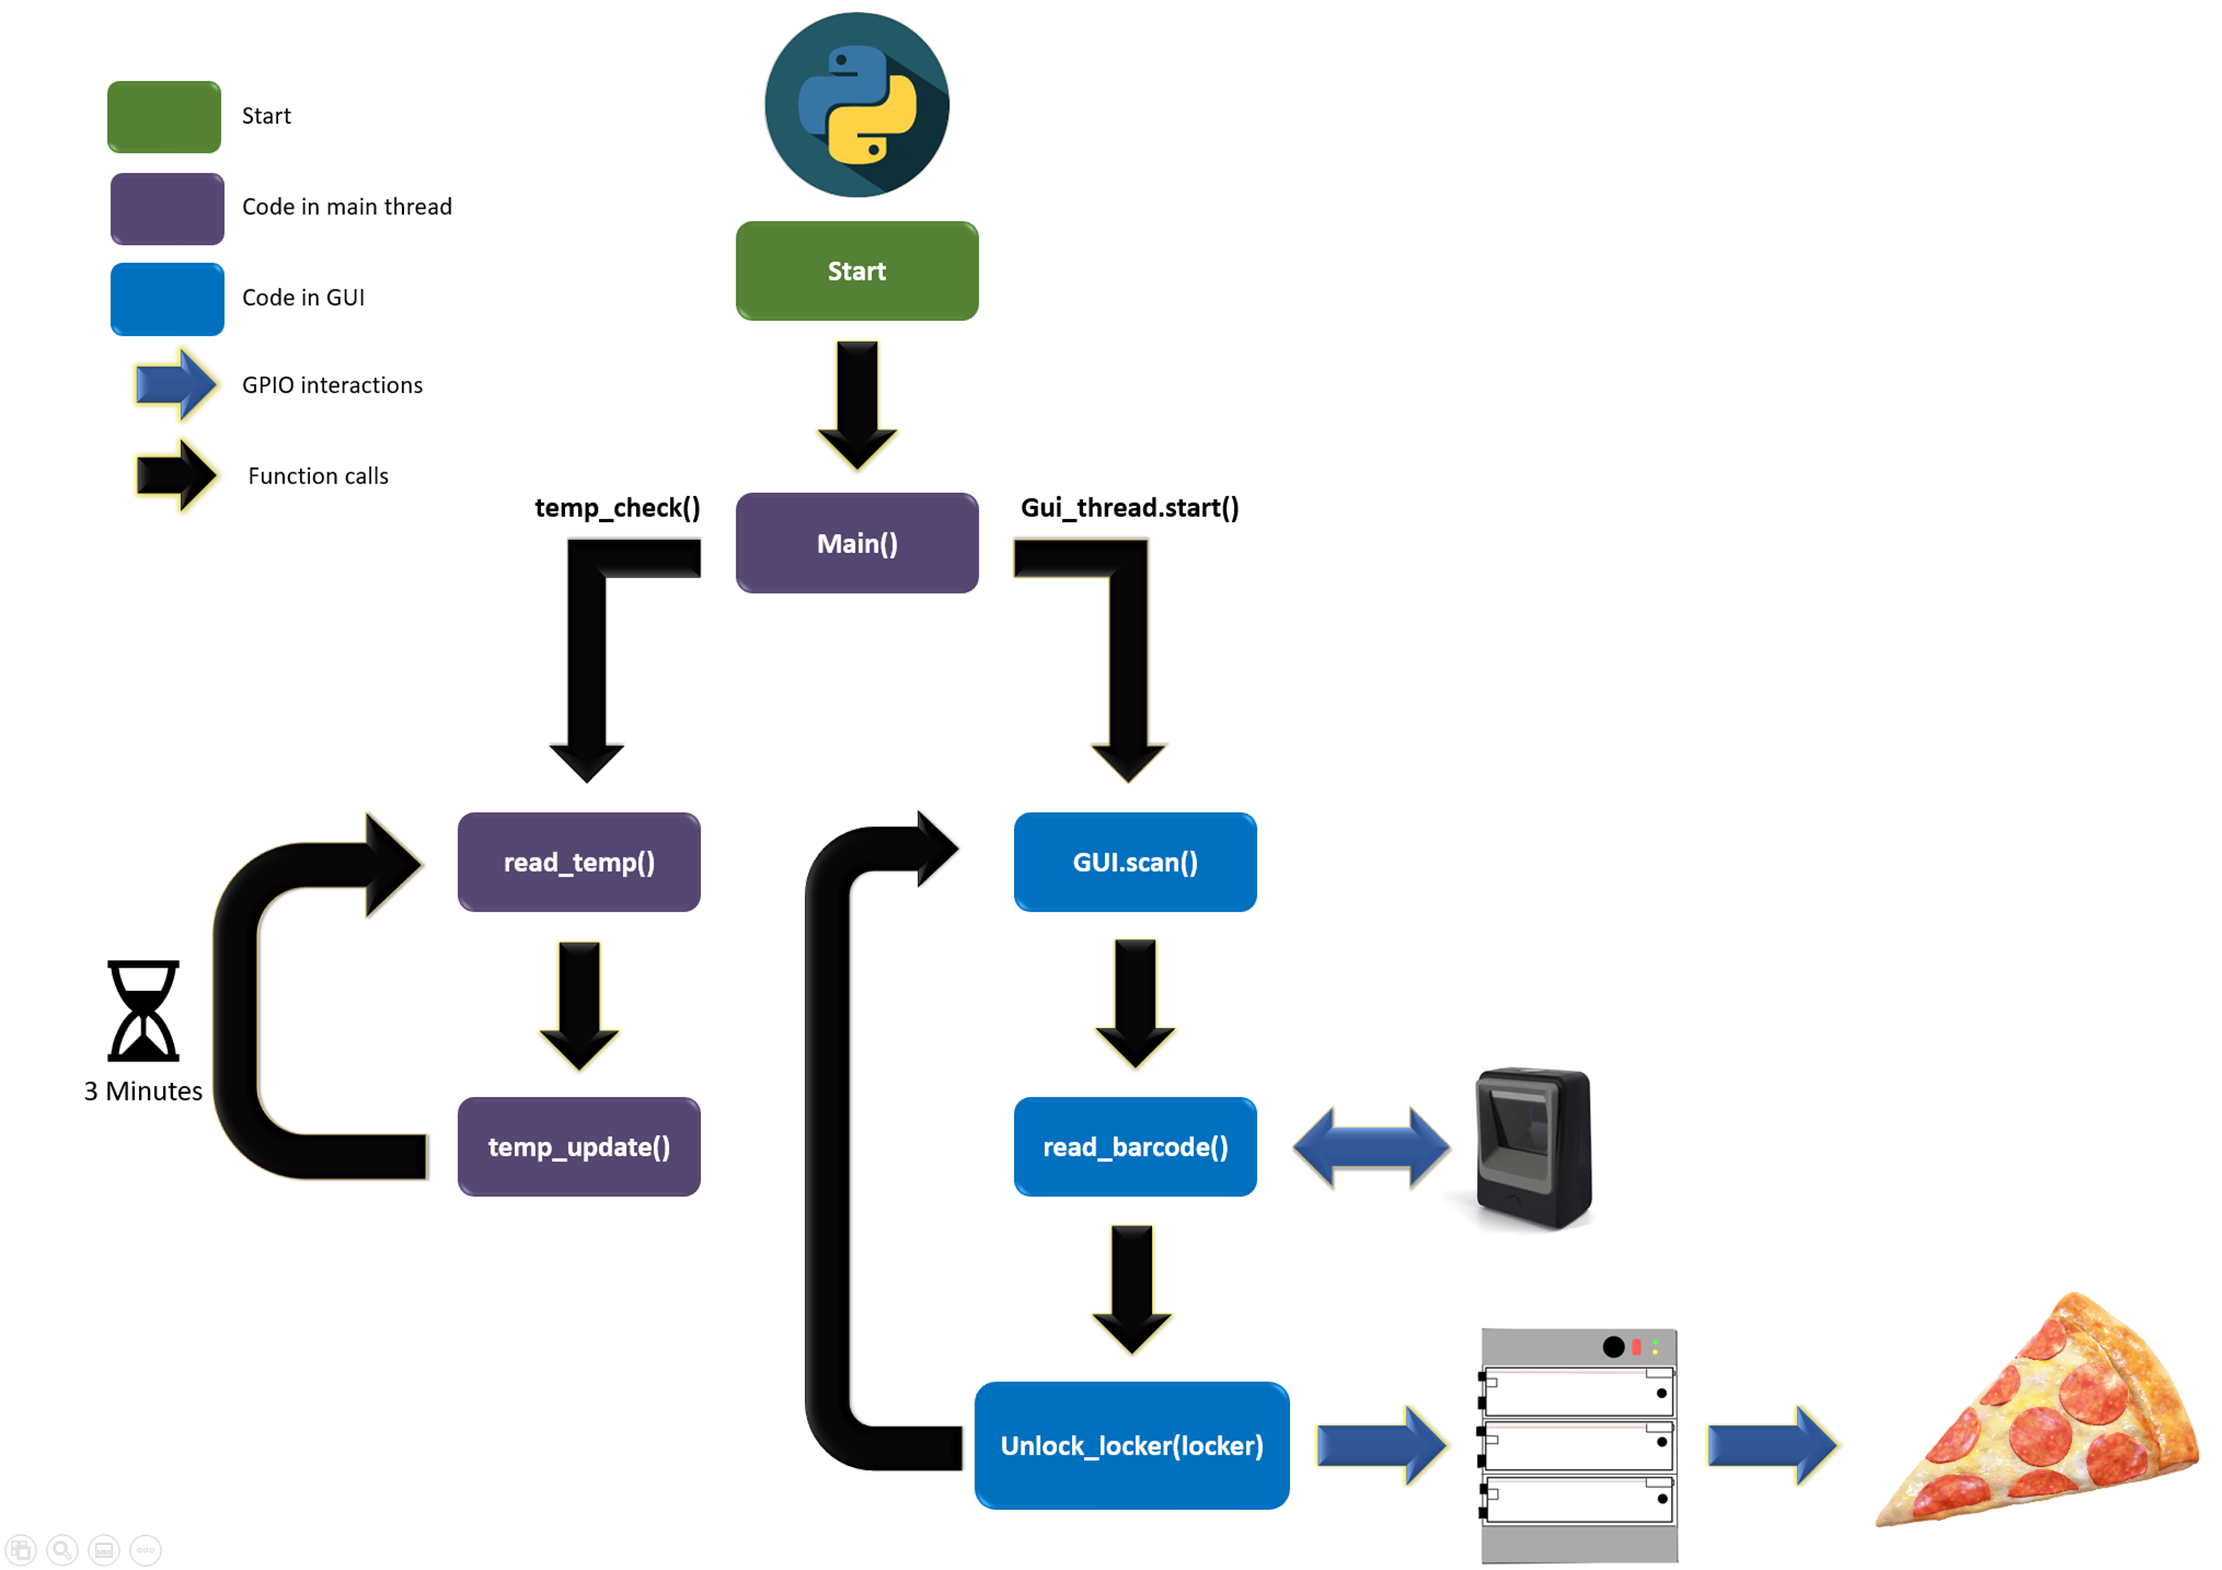 Start
Code in main thread
Code in GUI
GPIO interactions
Function calls
Start
temp_check()
Main()
Gui_thread.start()
read_temp()
GUI.scan()
3 Minutes
temp_update()
read_barcode()
Unlock_locker(locker)